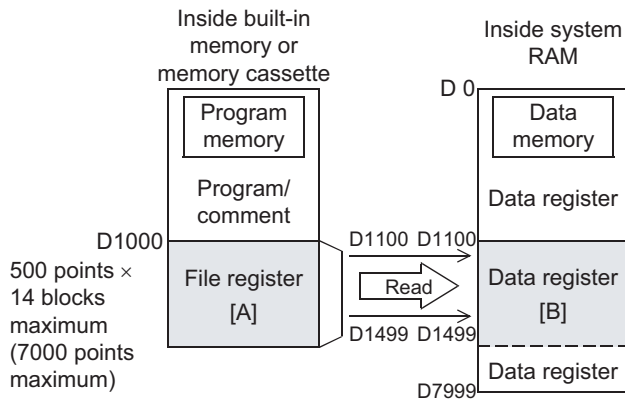 Inside built-in
memory or
memory cassette
Program
memory
Program/
comment
D1000
500 points ×
14 blocks
maximum
(7000 points
maximum)
File register
[A]
D1100 D1100
Read
D1499 D1499
Inside system
RAM
D 0
Data
memory
Data register
Data register
[B]
Data register
D7999